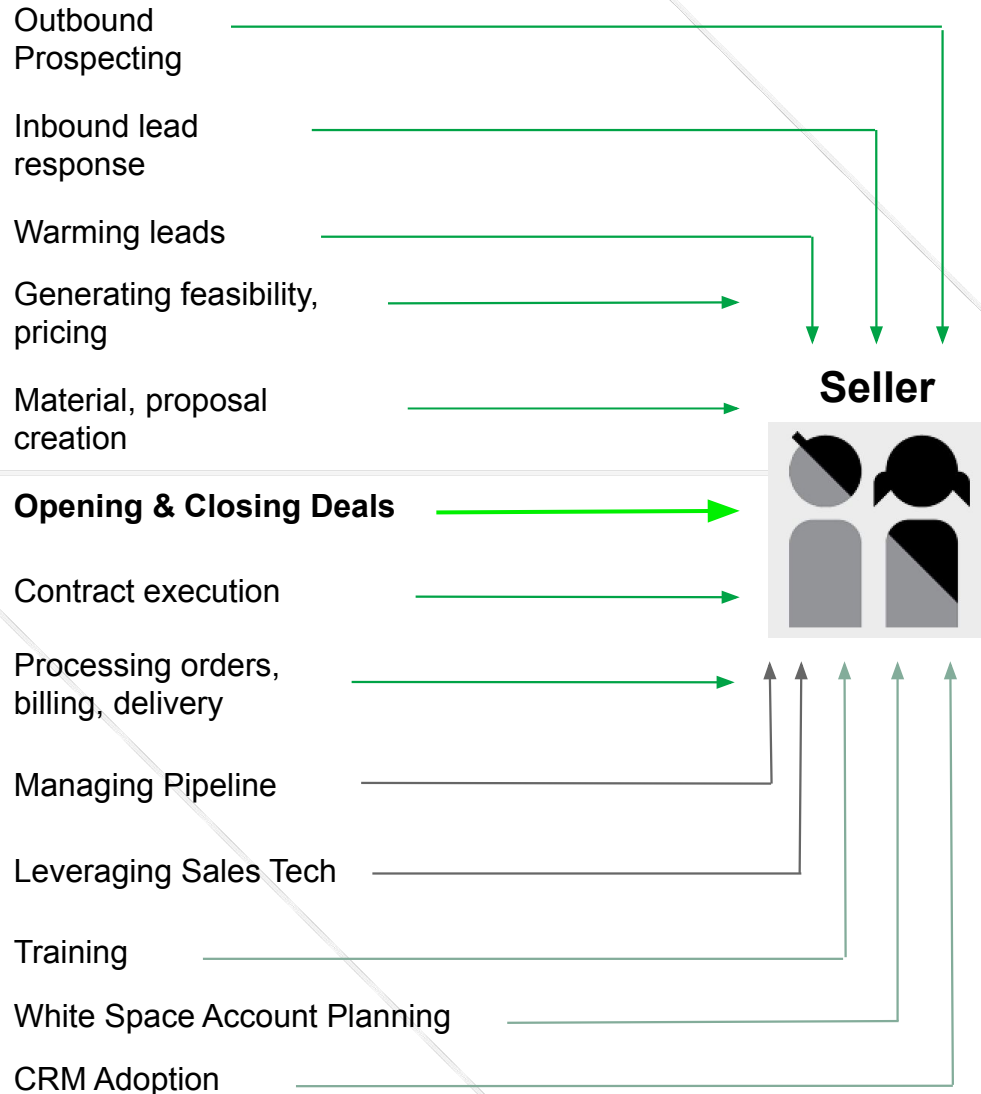 Outbound
Prospecting
Inbound lead
response
Warming leads
Generating feasibility,
pricing
Material, proposal
creation
Seller
Opening & Closing Deals
Contract execution
Processing orders,
billing, delivery
Managing Pipeline
Leveraging Sales Tech
Training
White Space Account Planning
CRM Adoption